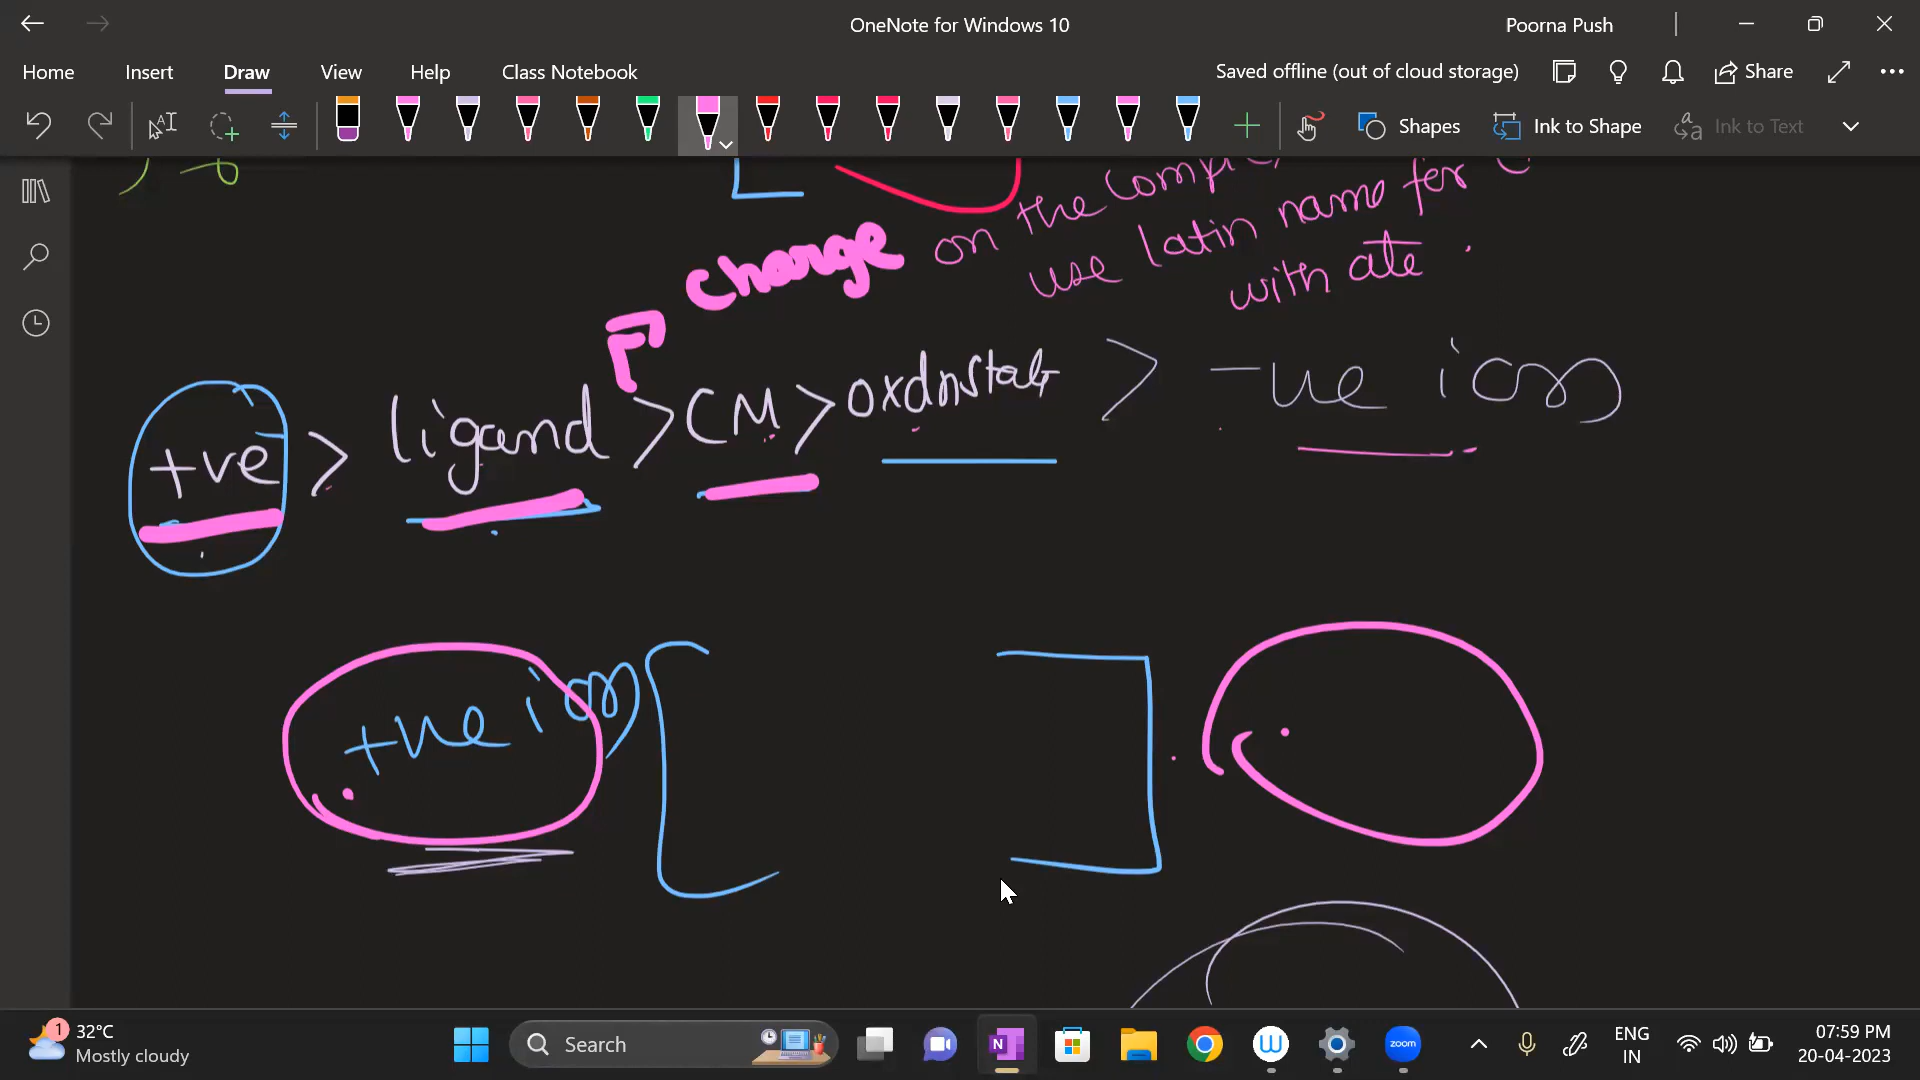 OneNote for Windows 10
Poorna Push
Home Insert Draw View Help Class Notebook
Saved offline (out of cloud storage)
Share
Shapes
Ink to Shape
Ink to Text
on the
use latin name for
with ate.
change
+ve > ligand > CM > oxdnstate > -ve ion
+ve ion
1
32°C
Mostly cloudy
Search
zoom
ENG
IN
07:59 PM
20-04-2023